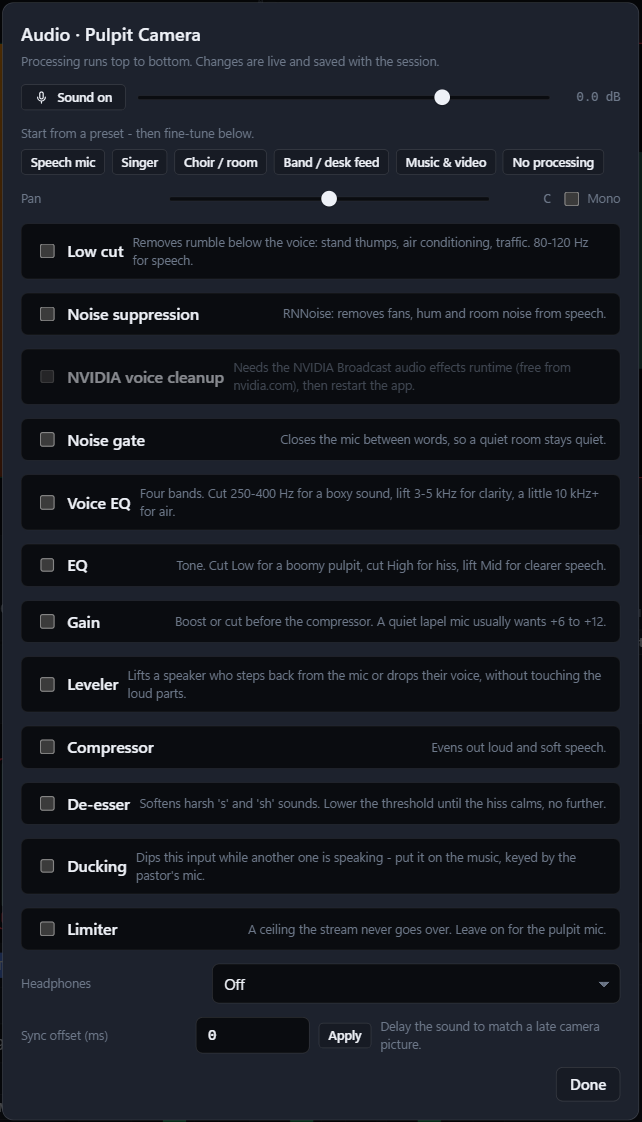 Audio · Pulpit Camera
Processing runs top to bottom. Changes are live and saved with the session.
Sound on
0.0 dB
Start from a preset - then fine-tune below.
Speech mic
Singer
Choir / room
Band / desk feed
Music & video
No processing
Pan
C
Mono
Low cut
Removes rumble below the voice: stand thumps, air conditioning, traffic. 80-120 Hz
for speech.
Noise suppression
RNNoise: removes fans, hum and room noise from speech.
NVIDIA voice cleanup
Needs the NVIDIA Broadcast audio effects runtime (free from
nvidia.com), then restart the app.
Noise gate
Closes the mic between words, so a quiet room stays quiet.
Voice EQ
Four bands. Cut 250-400 Hz for a boxy sound, lift 3-5 kHz for clarity, a little 10 kHz+
for air.
EQ
Tone. Cut Low for a boomy pulpit, cut High for hiss, lift Mid for clearer speech.
Gain
Boost or cut before the compressor. A quiet lapel mic usually wants +6 to +12.
Leveler
Lifts a speaker who steps back from the mic or drops their voice, without touching the
loud parts.
Compressor
Evens out loud and soft speech.
De-esser
Softens harsh 's' and 'sh' sounds. Lower the threshold until the hiss calms, no further.
Ducking
Dips this input while another one is speaking - put it on the music, keyed by the
pastor's mic.
Limiter
A ceiling the stream never goes over. Leave on for the pulpit mic.
Headphones
Off
Sync offset (ms)
0
Apply
Delay the sound to match a late camera
picture.
Done